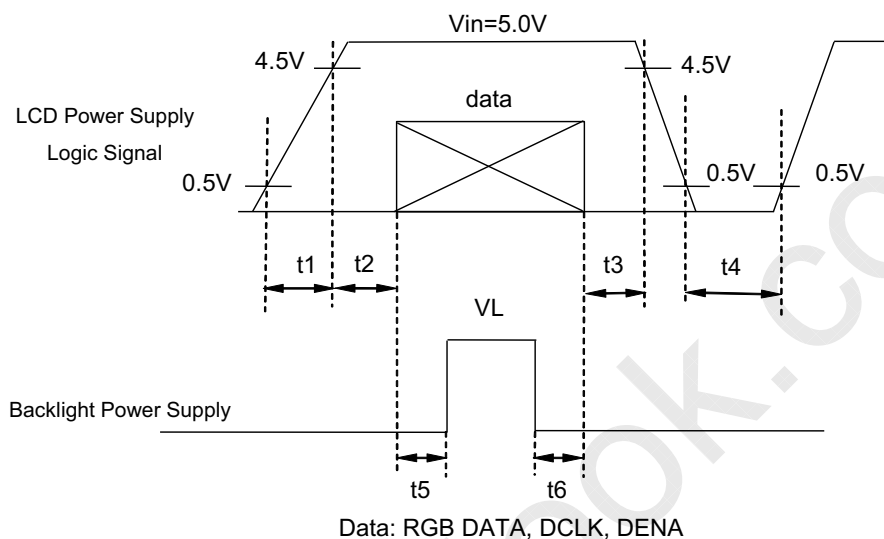 Vin=5.0V
4.5V
4.5V
data
LCD Power Supply
Logic Signal
0.5V
0.5V
0.5V
t1
t2
t3
t4
VL
Backlight Power Supply
t5
t6
Data: RGB DATA, DCLK, DENA